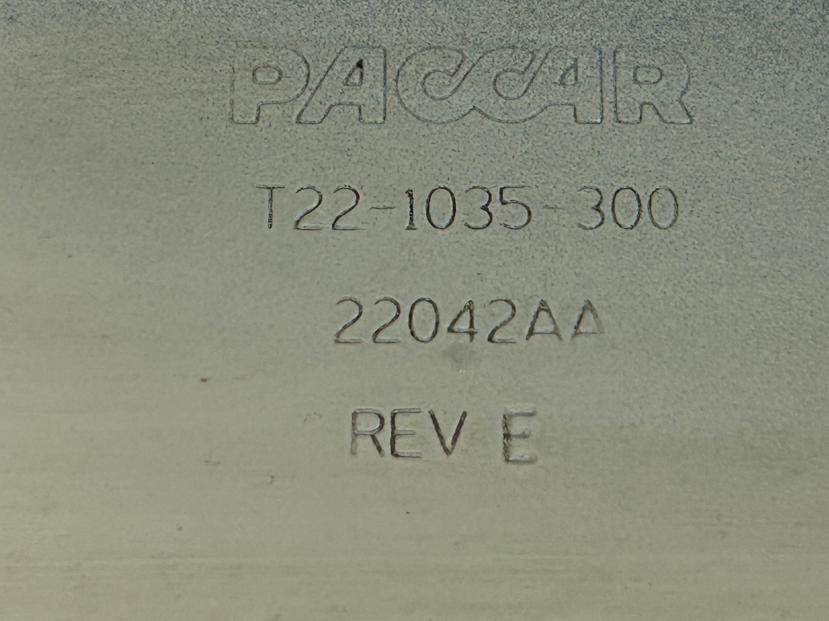 PACCAR
T22-1035-300
22042AA
REV E